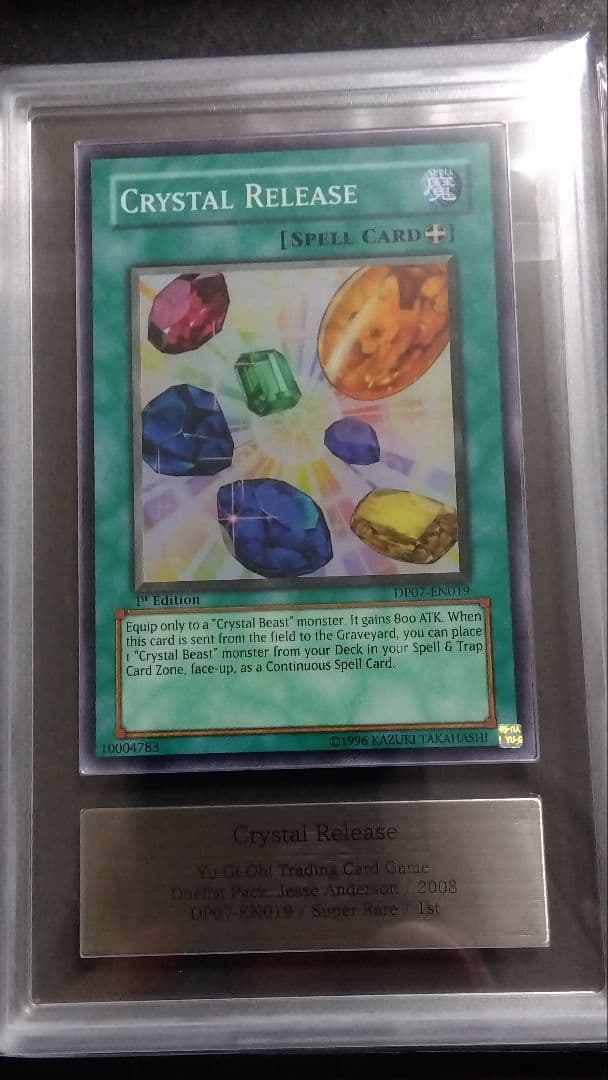 CRYSTAL RELEASE
SPELL
魔
[SPELL CARD]
1st Edition
DP07-EN019
Equip only to a "Crystal Beast" monster. It gains 800 ATK. When
this card is sent from the field to the Graveyard, you can place
1 "Crystal Beast" monster from your Deck in your Spell & Trap
Card Zone, face-up, as a Continuous Spell Card.
10004783
©1996 KAZUKI TAKAHASHI
Crystal Release
Yu-Gi-Oh! Trading Card Game
Duelist Pack: Jesse Anderson / 2008
DP07-EN019 / Super Rare / 1st